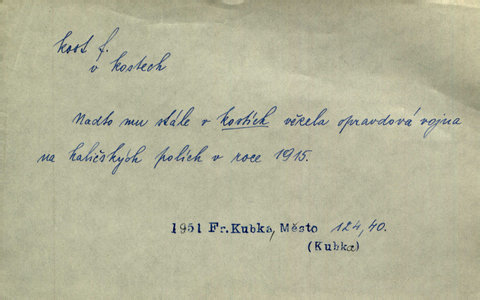 kost f.
v kostech
Nadto mu stále v kostích vězela opravdová vojna
na haličských polích v roce 1915.
1951 Fr. Kubka, Město 124, 40.
(Kubka)